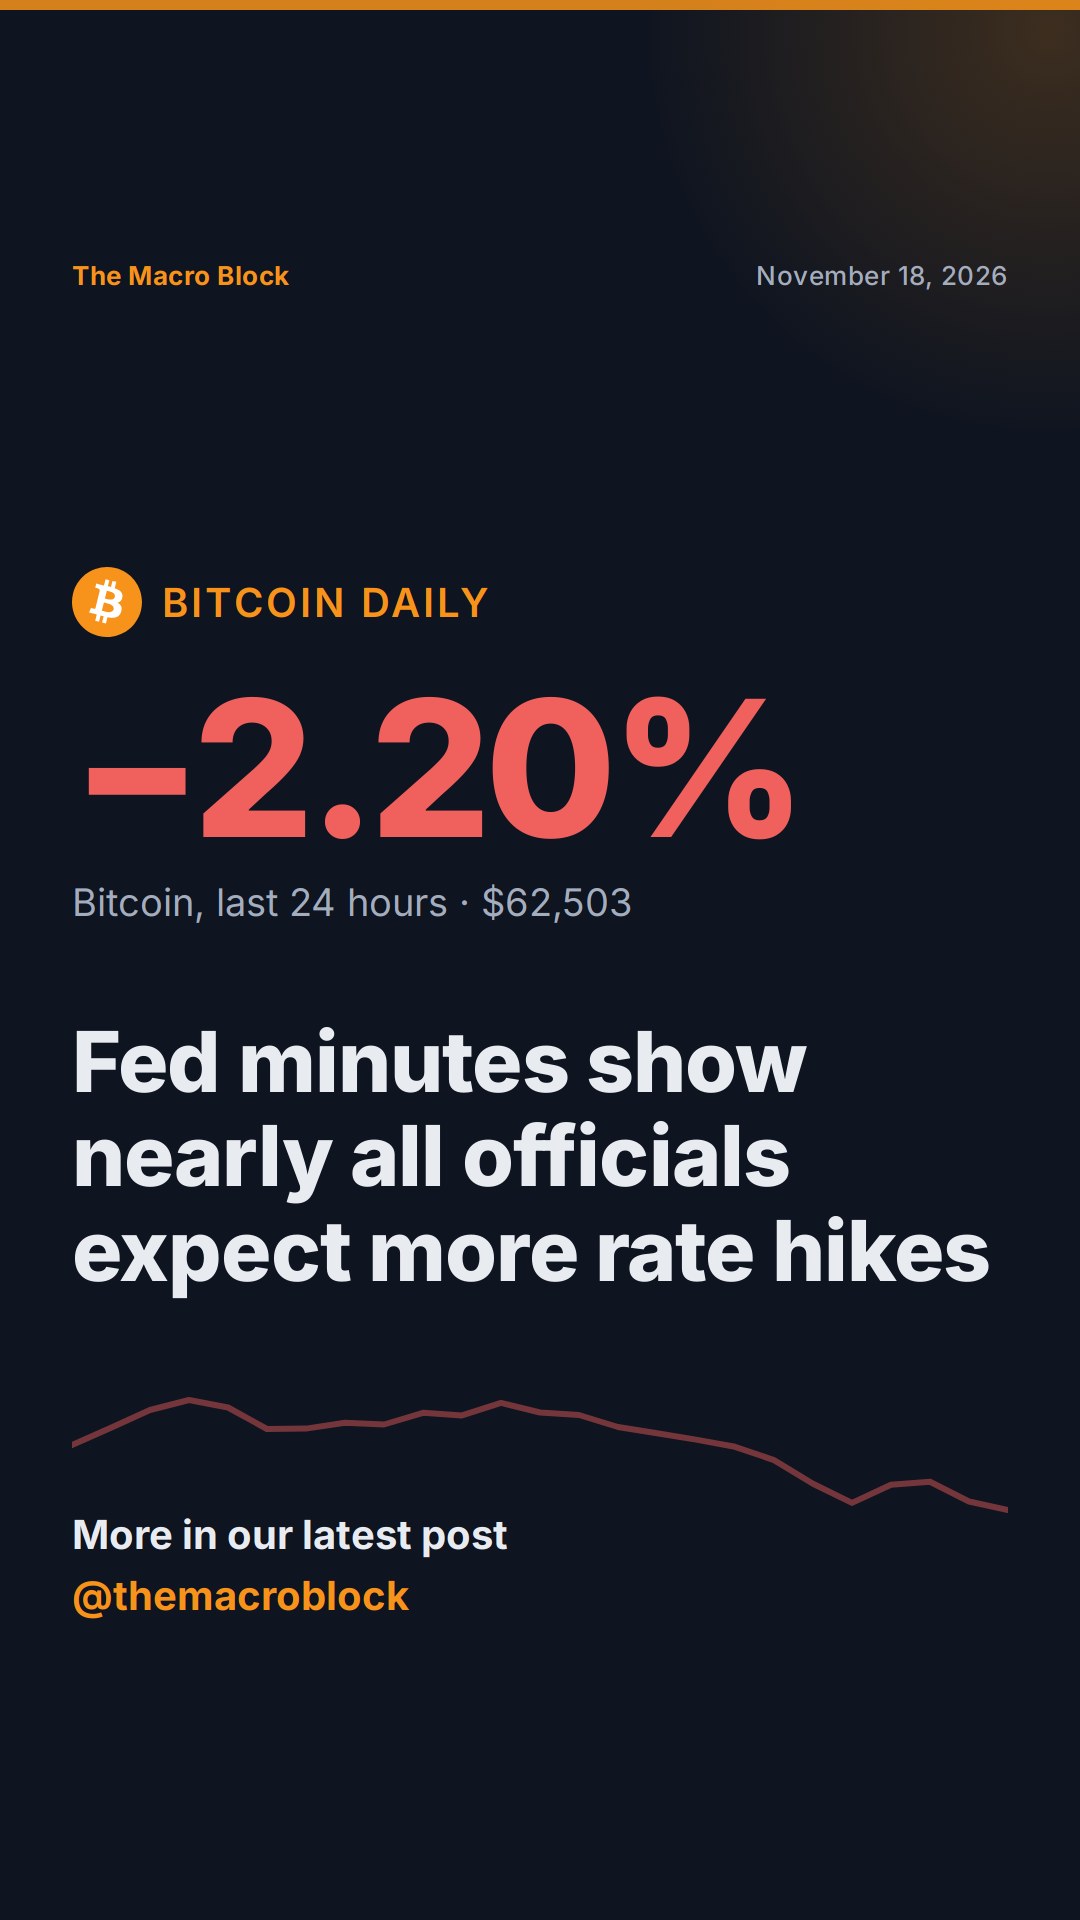 The Macro Block
November 18, 2026
BITCOIN DAILY
−2.20%
Bitcoin, last 24 hours · $62,503
Fed minutes show
nearly all officials
expect more rate hikes
More in our latest post
@themacroblock